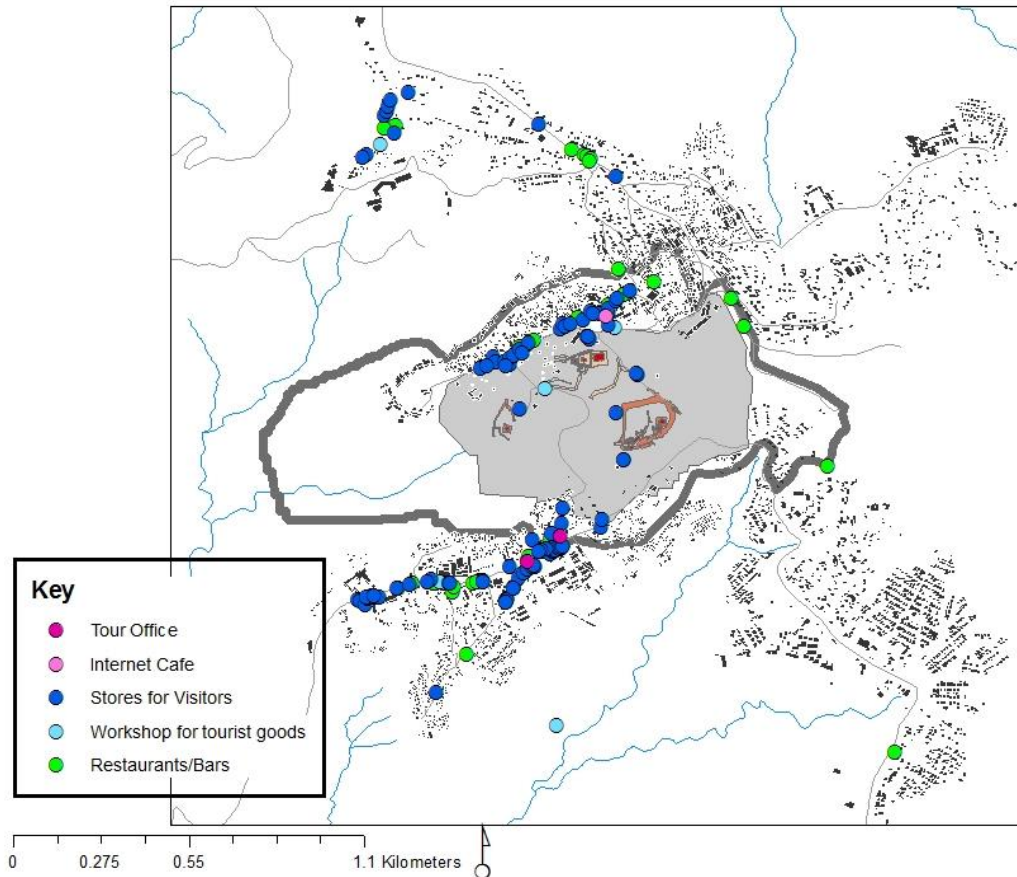 Key
Tour Office
Internet Cafe
Stores for Visitors
Workshop for tourist goods
Restaurants/Bars
0 0.275 0.55 1.1 Kilometers